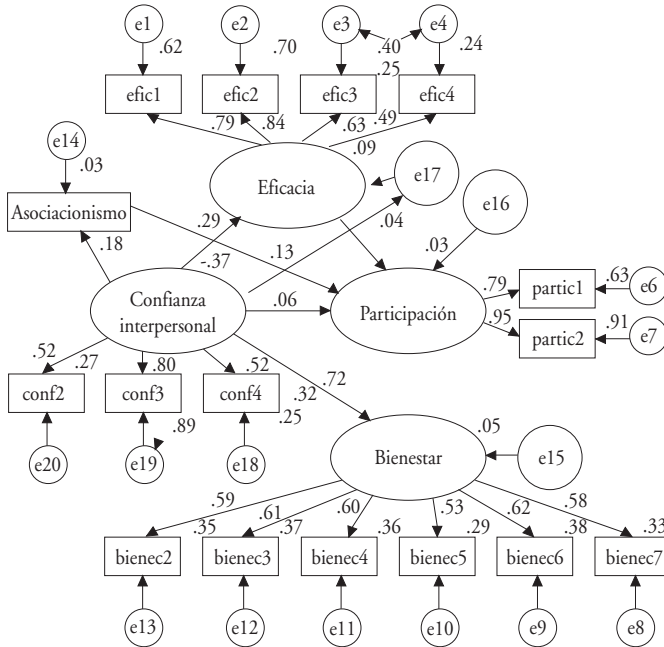 e1 e2 e3 e4
.62 .70 .40 .24
.25
efic1 efic2 efic3 efic4
.79 .84 .63 .49
e14 .09
.03 Eficacia e17 e16
Asociacionismo
.29 .04
.18 -.37 .13 .03
Confianza
interpersonal
.06 Participación
.79 partic1 .63 e6
.95 partic2 .91 e7
.52 .27 .80 .52 .72
conf2 conf3 conf4 .32
.89 .25 .05
e20 e19 e18 Bienestar e15
.59 .61 .60 .53 .62 .58
.35 .37 .36 .29 .38 .33
bienec2 bienec3 bienec4 bienec5 bienec6 bienec7
e13 e12 e11 e10 e9 e8